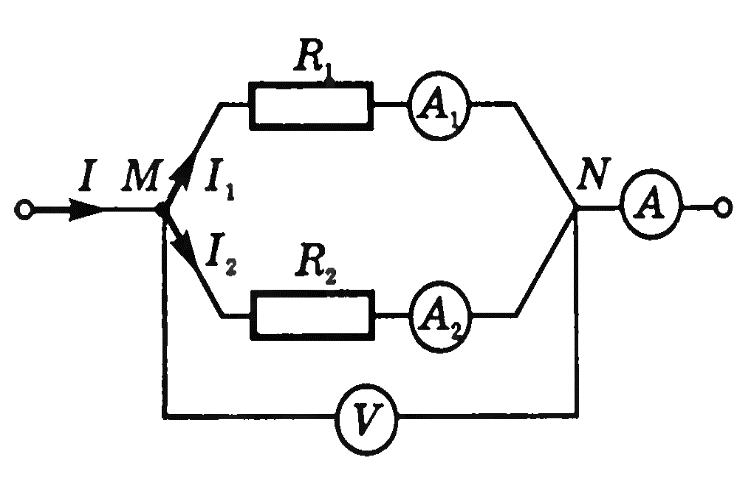 R₁
A₁
I M I₁ N A
I₂
R₂
A₂
V